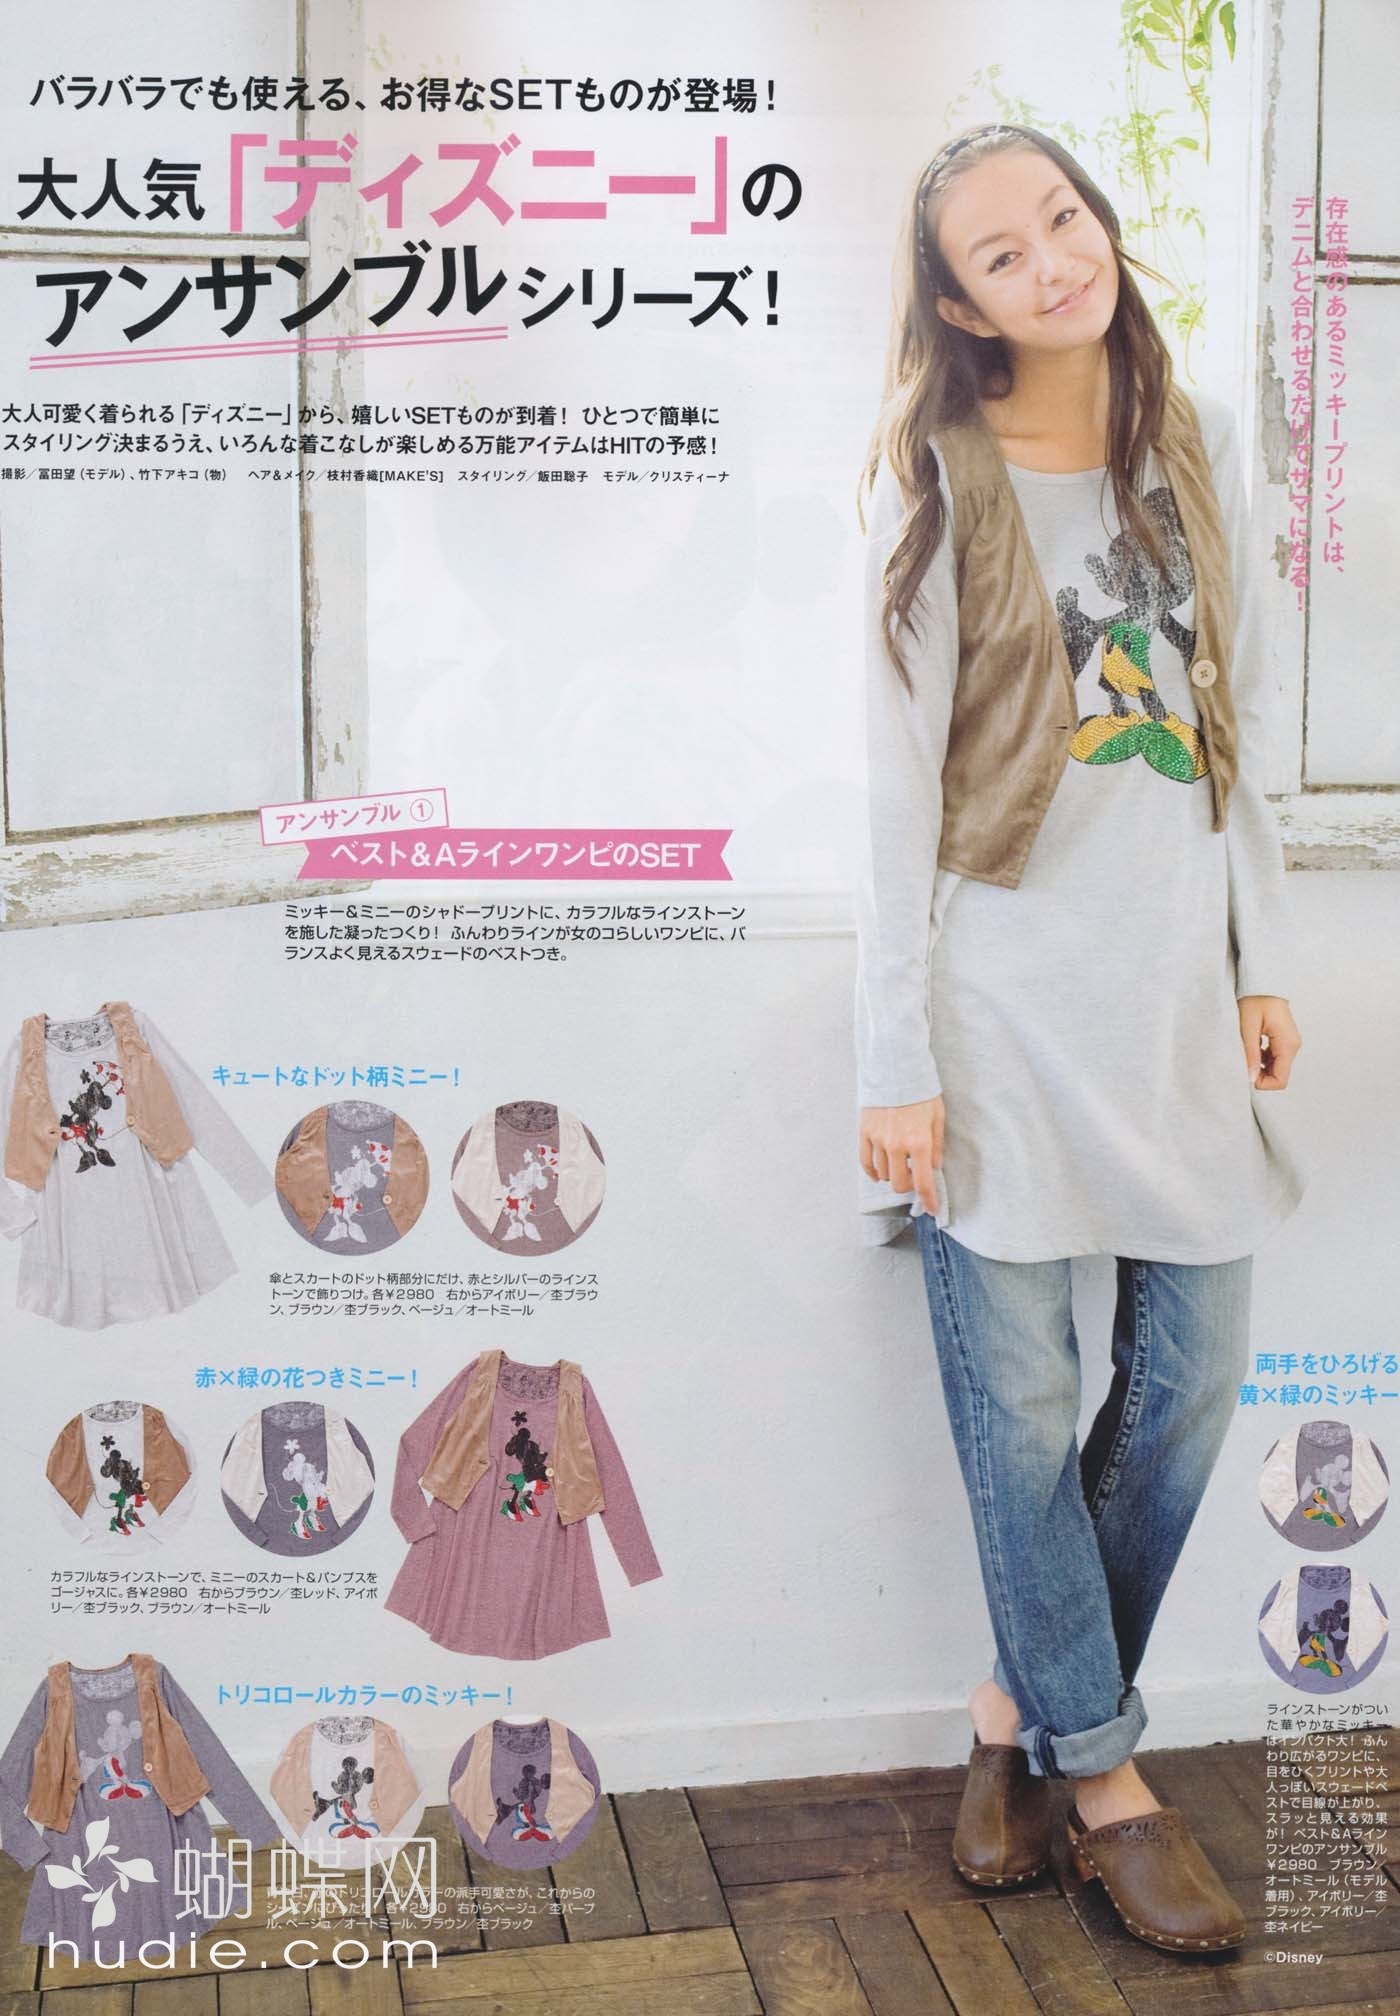 バラバラでも使える、お得なSETものが登場！
大人気「ディズニー」の
アンサンブルシリーズ！
大人可愛く着られる「ディズニー」から、嬉しいSETものが到着！ ひとつで簡単に
スタイリング決まるうえ、いろんな着こなしが楽しめる万能アイテムはHITの予感！
撮影／冨田望（モデル）、竹下アキコ（物） ヘア＆メイク／枝村香織[MAKE'S] スタイリング／飯田聡子 モデル／クリスティーナ
存在感のあるミッキープリントは、
デニムと合わせるだけでサマになる！
アンサンブル ①
ベスト＆AラインワンピのSET
ミッキー＆ミニーのシャドープリントに、カラフルなラインストーン
を施した凝ったつくり！ ふんわりラインが女のコらしいワンピに、バ
ランスよく見えるスウェードのベストつき。
キュートなドット柄ミニー！
傘とスカートのドット柄部分にだけ、赤とシルバーのラインス
トーンで飾りつけ。各￥2980 右からアイボリー／杢ブラウ
ン、ブラウン／杢ブラック、ベージュ／オートミール
赤×緑の花つきミニー！
カラフルなラインストーンで、ミニーのスカート＆パンプスを
ゴージャスに。各￥2980 右からブラウン／杢レッド、アイボ
リー／杢ブラック、ブラウン／オートミール
トリコロールカラーのミッキー！
トリコロールカラーの派手可愛さが、これからの
シーズンにぴったり！ 各￥2980 右からベージュ／杢パープ
ル、ベージュ／オートミール、ブラウン／杢ブラック
両手をひろげる
黄×緑のミッキー
ラインストーンがつい
た華やかなミッキー
はインパクト大！ ふん
わり広がるワンピに、
目をひくプリントや大
人っぽいスウェードベ
ストで目線が上がり、
スラッと見える効果
が！ ベスト＆Aライン
ワンピのアンサンブル
￥2980 ブラウン／
オートミール（モデル
着用）、アイボリー／杢
ブラック、アイボリー／
杢ネイビー
©Disney
蝴蝶网
hudie.com